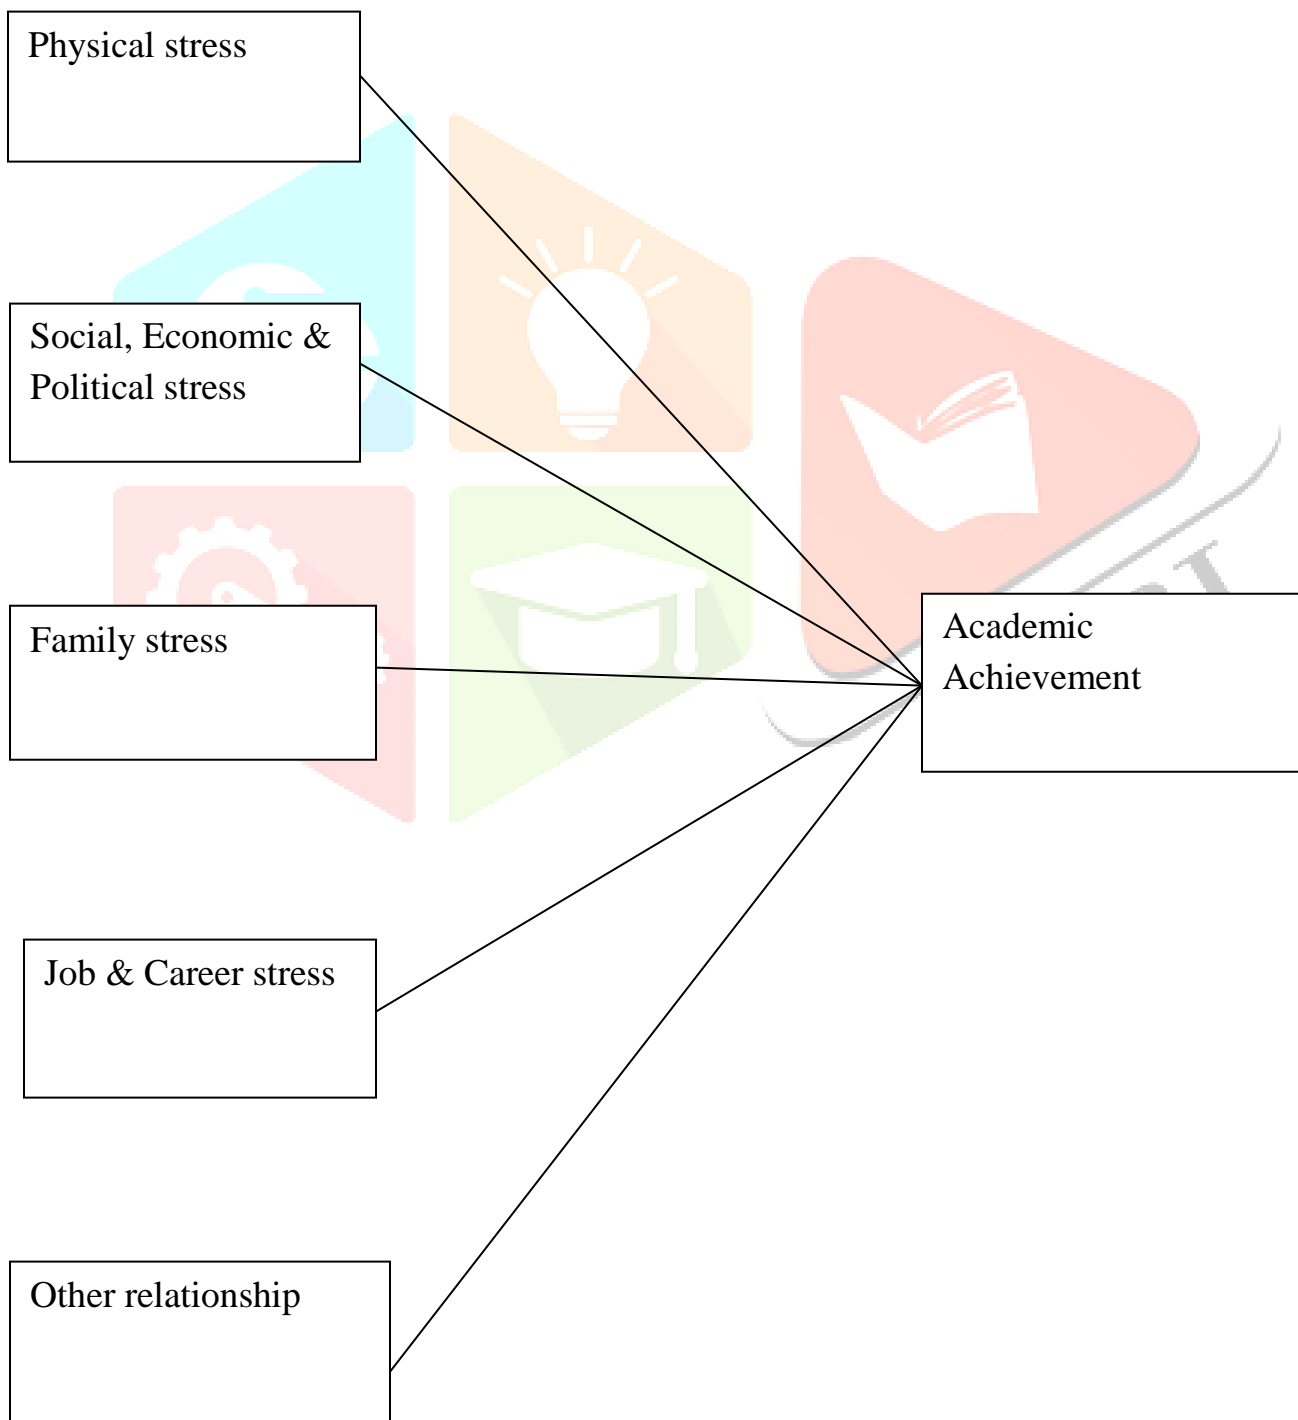 Physical stress
Social, Economic &
Political stress
Family stress
Academic
Achievement
Job & Career stress
Other relationship